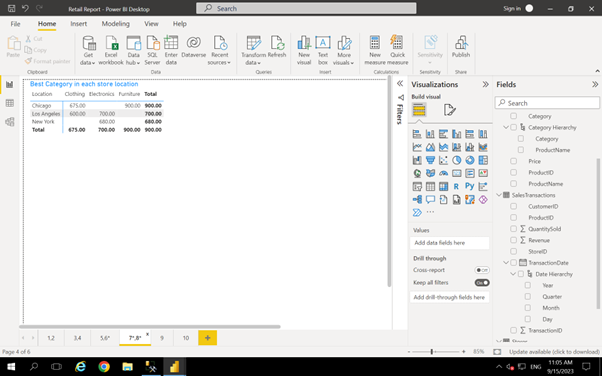 Retail Report - Power BI Desktop
Search
Sign in
File Home Insert Modeling View Help
Paste
Cut
Copy
Format painter
Get data
Excel workbook
Data hub
SQL Server
Enter data
Dataverse
Recent sources
Transform data
Refresh
New visual
Text box
More visuals
New measure
Quick measure
Sensitivity
Publish
Clipboard Data Queries Insert Calculations Sensitivity Share
Best Category in each store location
Location Clothing Electronics Furniture Total
Chicago 675.00 900.00 900.00
Los Angeles 600.00 700.00 700.00
New York 680.00 680.00
Total 675.00 700.00 900.00 900.00
Filters
Visualizations
Build visual
R Py
Values
Add data fields here
Drill through
Cross-report
Off
Keep all filters
On
Add drill-through fields here
Fields
Search
Category
Category Hierarchy
Category
ProductName
Price
ProductID
ProductName
SalesTransactions
CustomerID
ProductID
QuantitySold
Revenue
StoreID
TransactionDate
Date Hierarchy
Year
Quarter
Month
Day
TransactionID
1,2 3,4 5,6* 7*,8* 9 10
Page 4 of 6
85%
Update available (click to download)
ENG
11:05 AM
9/15/2023